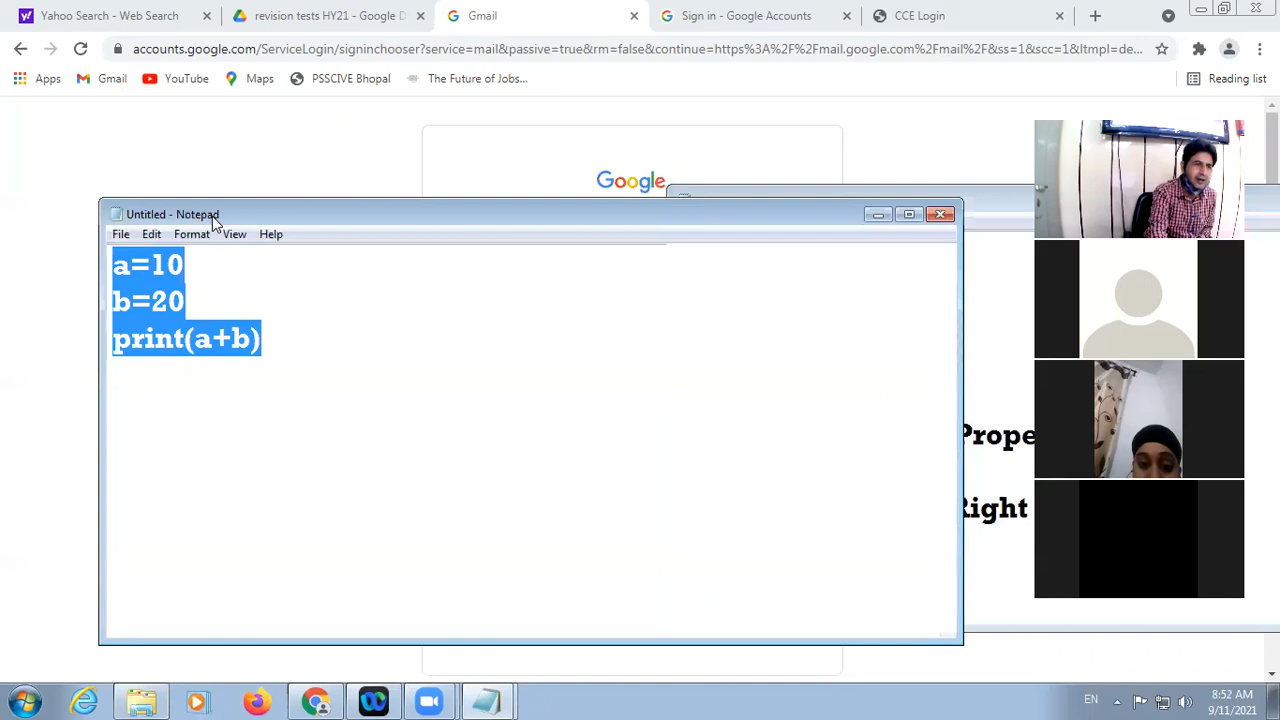 Yahoo Search - Web Search
revision tests HY21 - Google D
Gmail
Sign in - Google Accounts
CCE Login
accounts.google.com/ServiceLogin/signinchooser?service=mail&passive=true&rm=false&continue=https%3A%2F%2Fmail.google.com%2Fmail%2F&ss=1&scc=1&ltmpl=de...
Apps
Gmail
YouTube
Maps
PSSCIVE Bhopal
The Future of Jobs...
Reading list
Google
Untitled - Notepad
File Edit Format View Help
a=10
b=20
print(a+b)
Prope
Right
EN
8:52 AM
9/11/2021